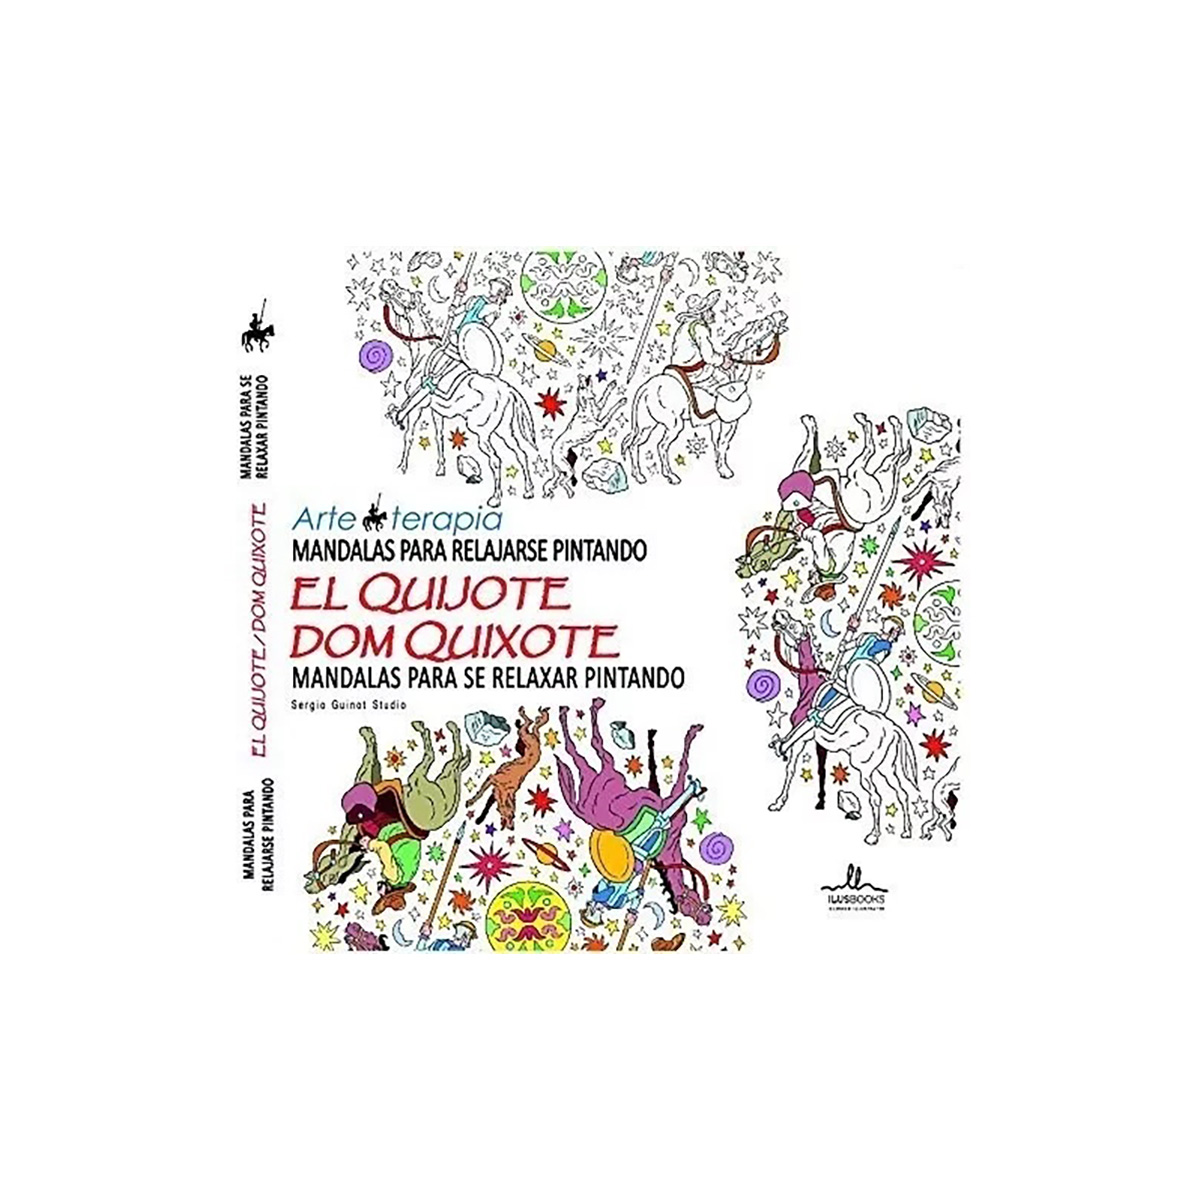 MANDALAS PARA SE
RELAXAR PINTANDO
EL QUIJOTE / DOM QUIXOTE
MANDALAS PARA
RELAJARSE PINTANDO
Arte terapia
MANDALAS PARA RELAJARSE PINTANDO
EL QUIJOTE
DOM QUIXOTE
MANDALAS PARA SE RELAXAR PINTANDO
Sergio Guinot Studio
ILUSBOOKS